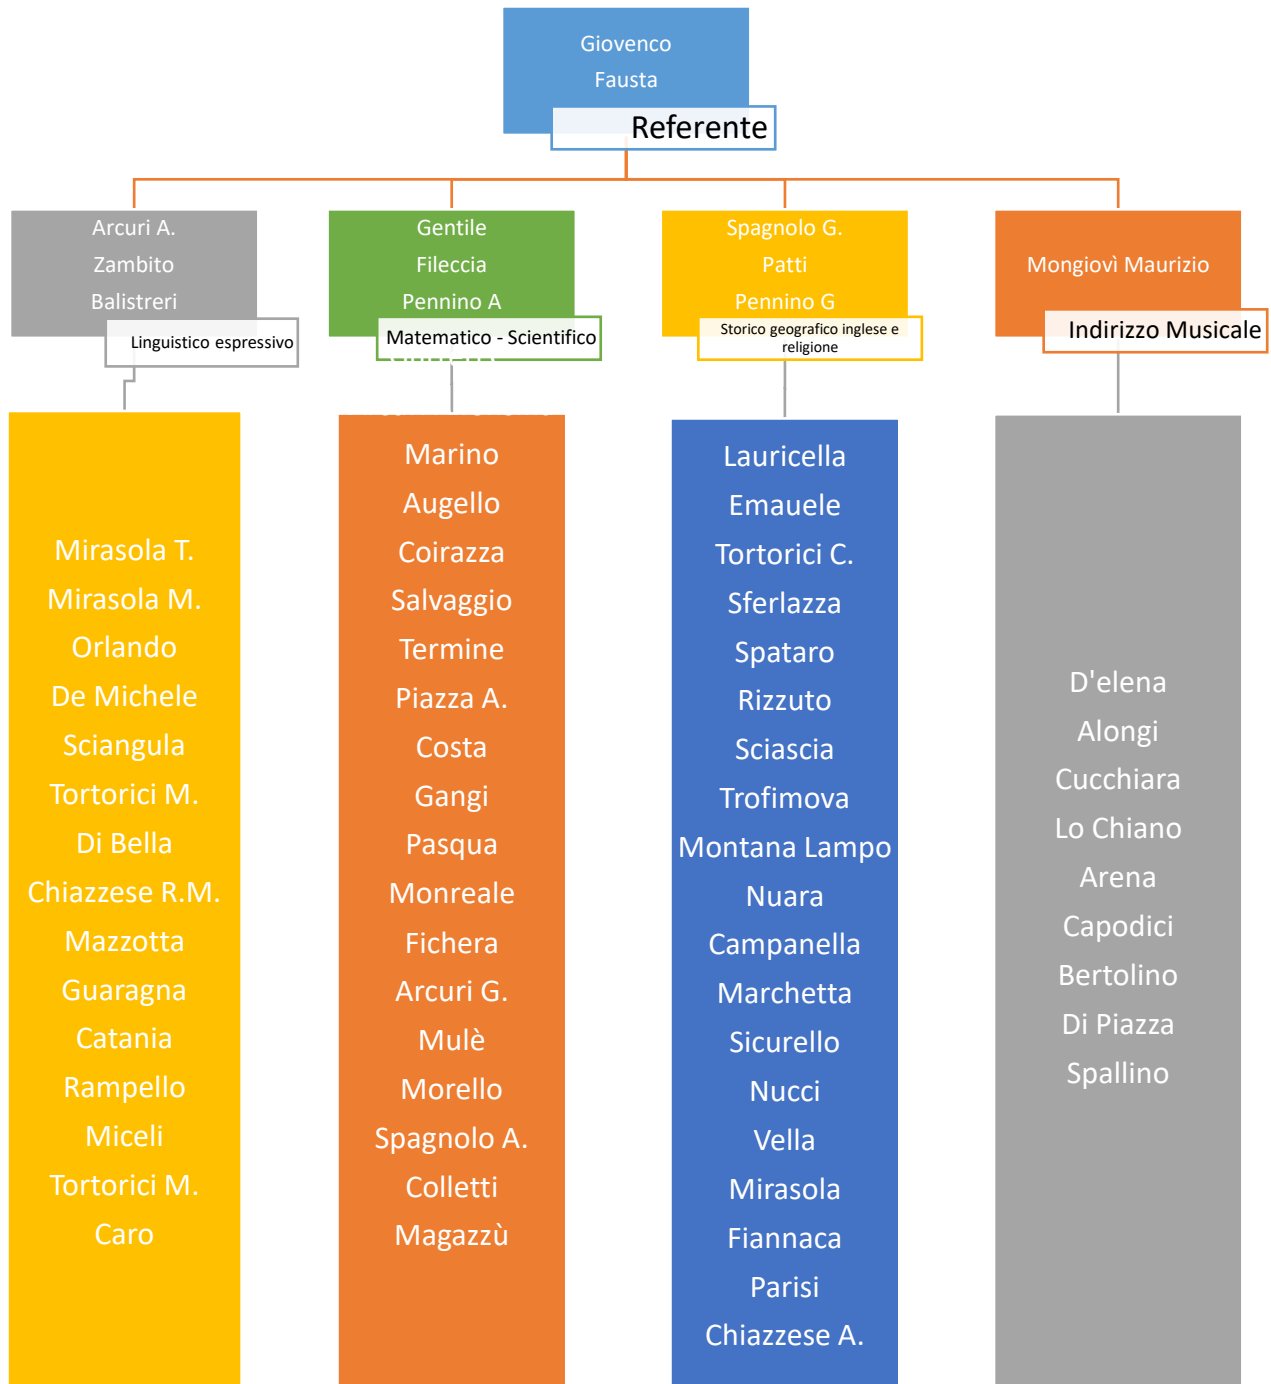 Giovenco
Fausta
Referente
Arcuri A.
Zambito
Balistreri
Linguistico espressivo
Gentile
Fileccia
Pennino A
Matematico - Scientifico
Spagnolo G.
Patti
Pennino G
Storico geografico inglese e
religione
Mongiovì Maurizio
Indirizzo Musicale
Mirasola T.
Mirasola M.
Orlando
De Michele
Sciangula
Tortorici M.
Di Bella
Chiazzese R.M.
Mazzotta
Guaragna
Catania
Rampello
Miceli
Tortorici M.
Caro
Marino
Augello
Coirazza
Salvaggio
Termine
Piazza A.
Costa
Gangi
Pasqua
Monreale
Fichera
Arcuri G.
Mulè
Morello
Spagnolo A.
Colletti
Magazzù
Lauricella
Emauele
Tortorici C.
Sferlazza
Spataro
Rizzuto
Sciascia
Trofimova
Montana Lampo
Nuara
Campanella
Marchetta
Sicurello
Nucci
Vella
Mirasola
Fiannaca
Parisi
Chiazzese A.
D'elena
Alongi
Cucchiara
Lo Chiano
Arena
Capodici
Bertolino
Di Piazza
Spallino